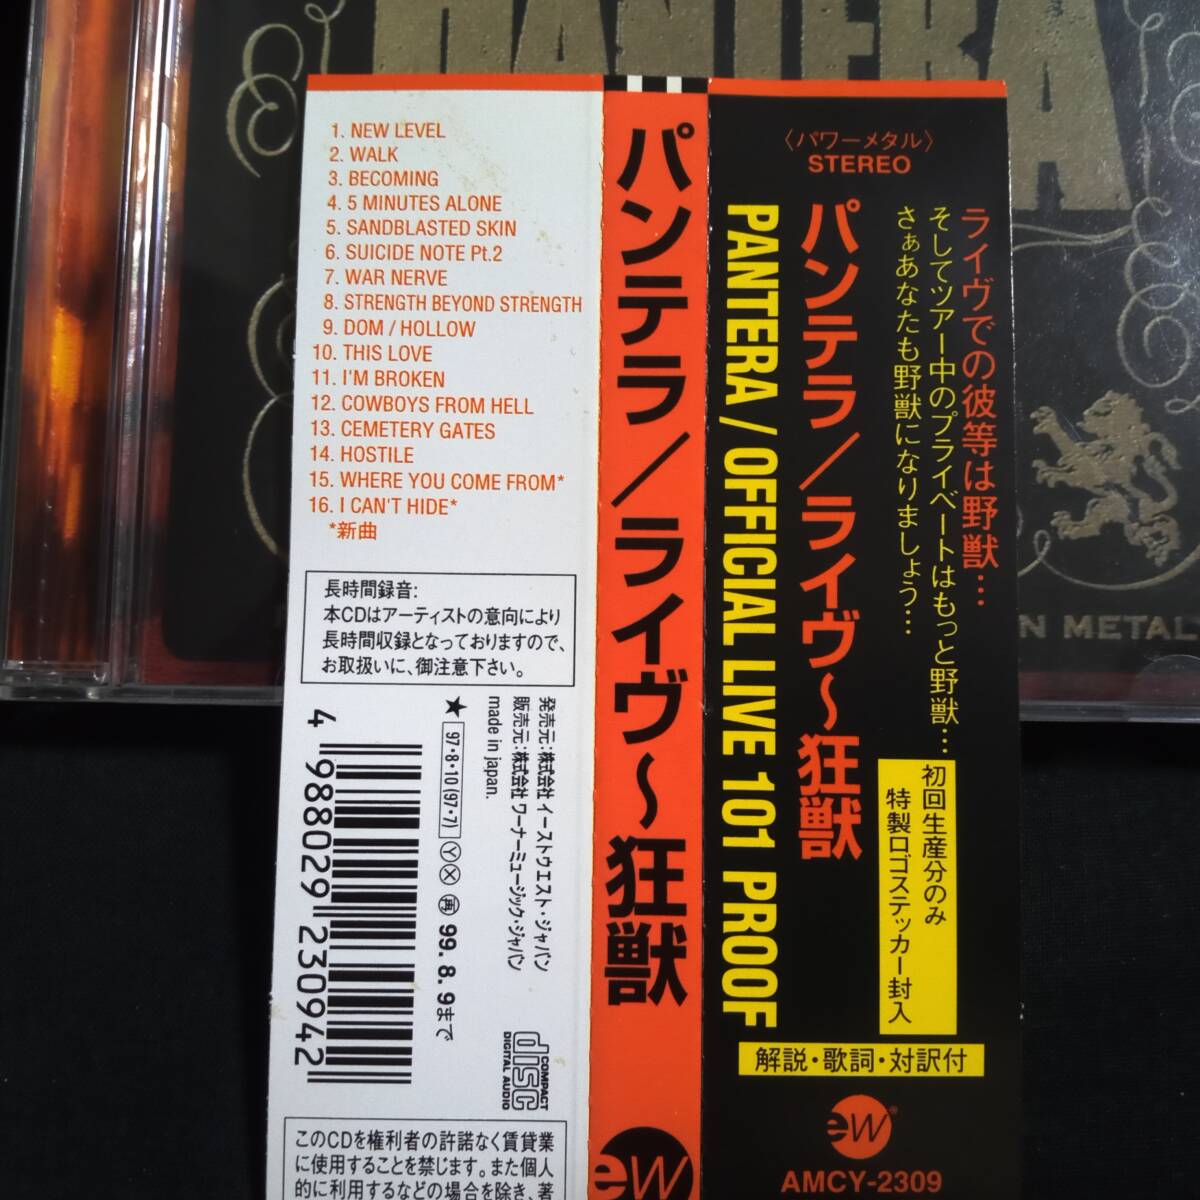 PANTERA
N METAL
1. NEW LEVEL
2. WALK
3. BECOMING
4. 5 MINUTES ALONE
5. SANDBLASTED SKIN
6. SUICIDE NOTE Pt.2
7. WAR NERVE
8. STRENGTH BEYOND STRENGTH
9. DOM / HOLLOW
10. THIS LOVE
11. I'M BROKEN
12. COWBOYS FROM HELL
13. CEMETERY GATES
14. HOSTILE
15. WHERE YOU COME FROM*
16. I CAN'T HIDE*
*新曲
長時間録音:
本CDはアーティストの意向により
長時間収録となっておりますので、
お取扱いに、御注意下さい。
発売元:株式会社 イーストウエスト・ジャパン
販売元:株式会社 ワーナーミュージック・ジャパン
made in japan.
★ 97・8・10 (97・7) Ⓨ Ⓧ ㊞ 99.8.9まで
4 988029 230942
COMPACT
disc
DIGITAL AUDIO
このCDを権利者の許諾なく賃貸業
に使用することを禁じます。また個人
的に利用するなどの場合を除き、著
パンテラ/ライヴ~狂獣
eW
〈パワーメタル〉
STEREO
ライヴでの彼等は野獣…
そしてツアー中のプライベートはもっと野獣…
さぁあなたも野獣になりましょう…
パンテラ/ライヴ~狂獣
PANTERA / OFFICIAL LIVE 101 PROOF
初回生産分のみ
特製ロゴステッカー封入
解説・歌詞・対訳付
eW®
AMCY-2309